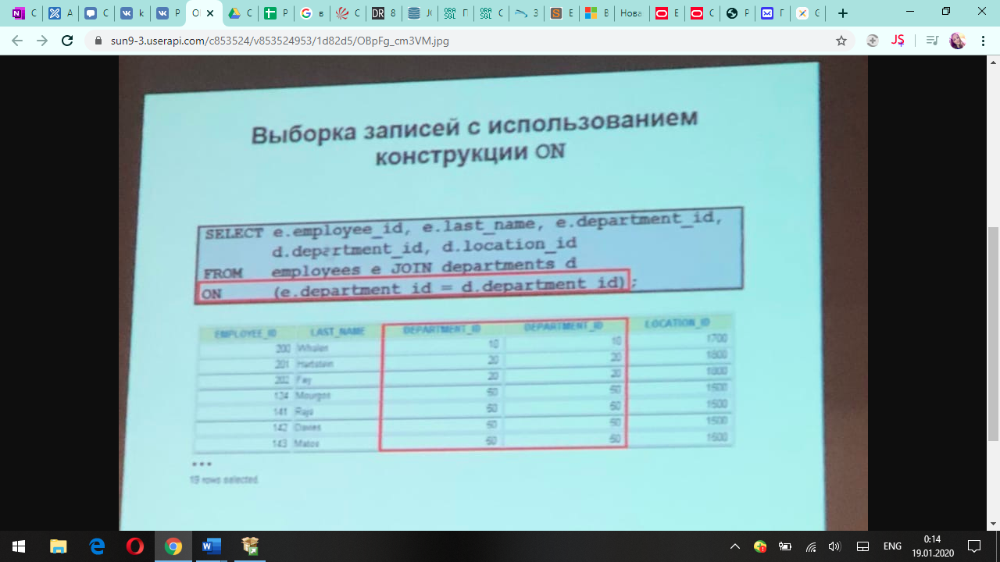 O
С
А
С
k
Р
O
С
Р
в
С
8
JC
П
С
З
Е
В
Нова
Е
С
Р
Г
sun9-3.userapi.com/c853524/v853524953/1d82d5/OBpFg_cm3VM.jpg
JS
Выборка записей с использованием
конструкции ON
SELECT e.employee_id, e.last_name, e.department_id,
d.department_id, d.location_id
FROM employees e JOIN departments d
ON (e.department_id = d.department_id);
EMPLOYEE_ID LAST_NAME DEPARTMENT_ID DEPARTMENT_ID LOCATION_ID
200 Whalen 10 10 1700
201 Hartstein 20 20 1800
202 Fay 20 20 1800
124 Mourgos 50 50 1500
141 Rajs 50 50 1500
142 Davies 50 50 1500
143 Matos 50 50 1500
...
19 rows selected.
ENG
0:14
19.01.2020